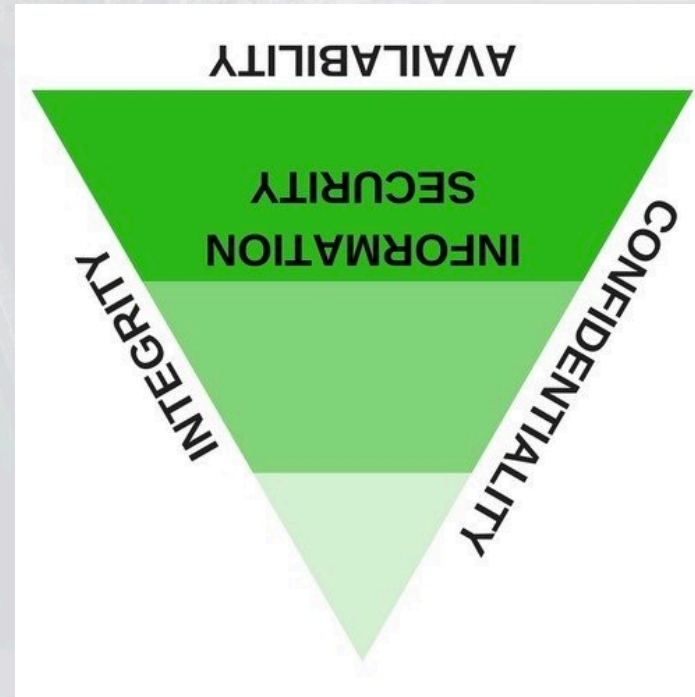 CONFIDENTIALITY
INTEGRITY
INFORMATION
SECURITY
AVAILABILITY